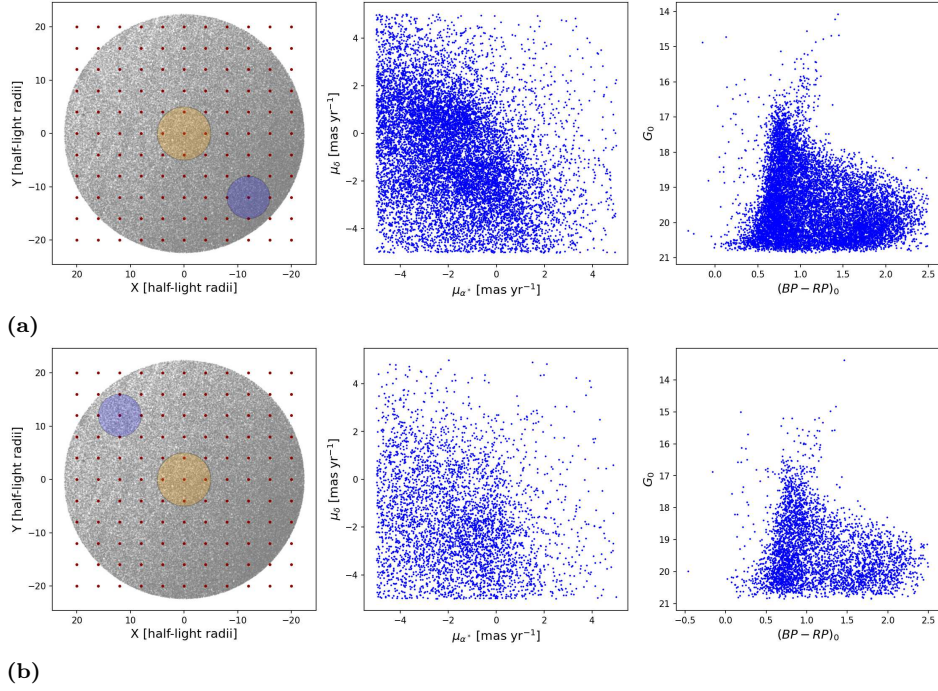 20
10
0
−10
−20
Y [half-light radii]
20 10 0 −10 −20
X [half-light radii]
4
2
0
−2
−4
μδ [mas yr⁻¹]
−4 −2 0 2 4
μα* [mas yr⁻¹]
14
15
16
17
18
19
20
21
G₀
0.0 0.5 1.0 1.5 2.0 2.5
(BP − RP)₀
(a)
20
10
0
−10
−20
Y [half-light radii]
20 10 0 −10 −20
X [half-light radii]
4
2
0
−2
−4
μδ [mas yr⁻¹]
−4 −2 0 2 4
μα* [mas yr⁻¹]
14
15
16
17
18
19
20
21
G₀
−0.5 0.0 0.5 1.0 1.5 2.0 2.5
(BP − RP)₀
(b)